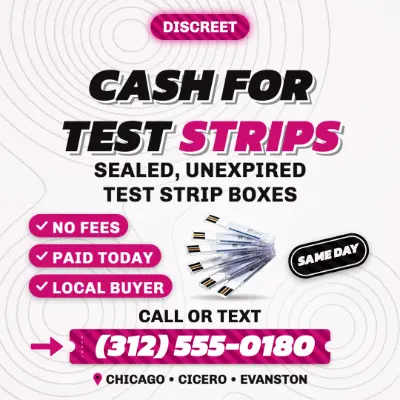 DISCREET
CASH FOR
TEST STRIPS
SEALED, UNEXPIRED
TEST STRIP BOXES
NO FEES
PAID TODAY
LOCAL BUYER
SAME DAY
CALL OR TEXT
(312) 555-0180
CHICAGO • CICERO • EVANSTON